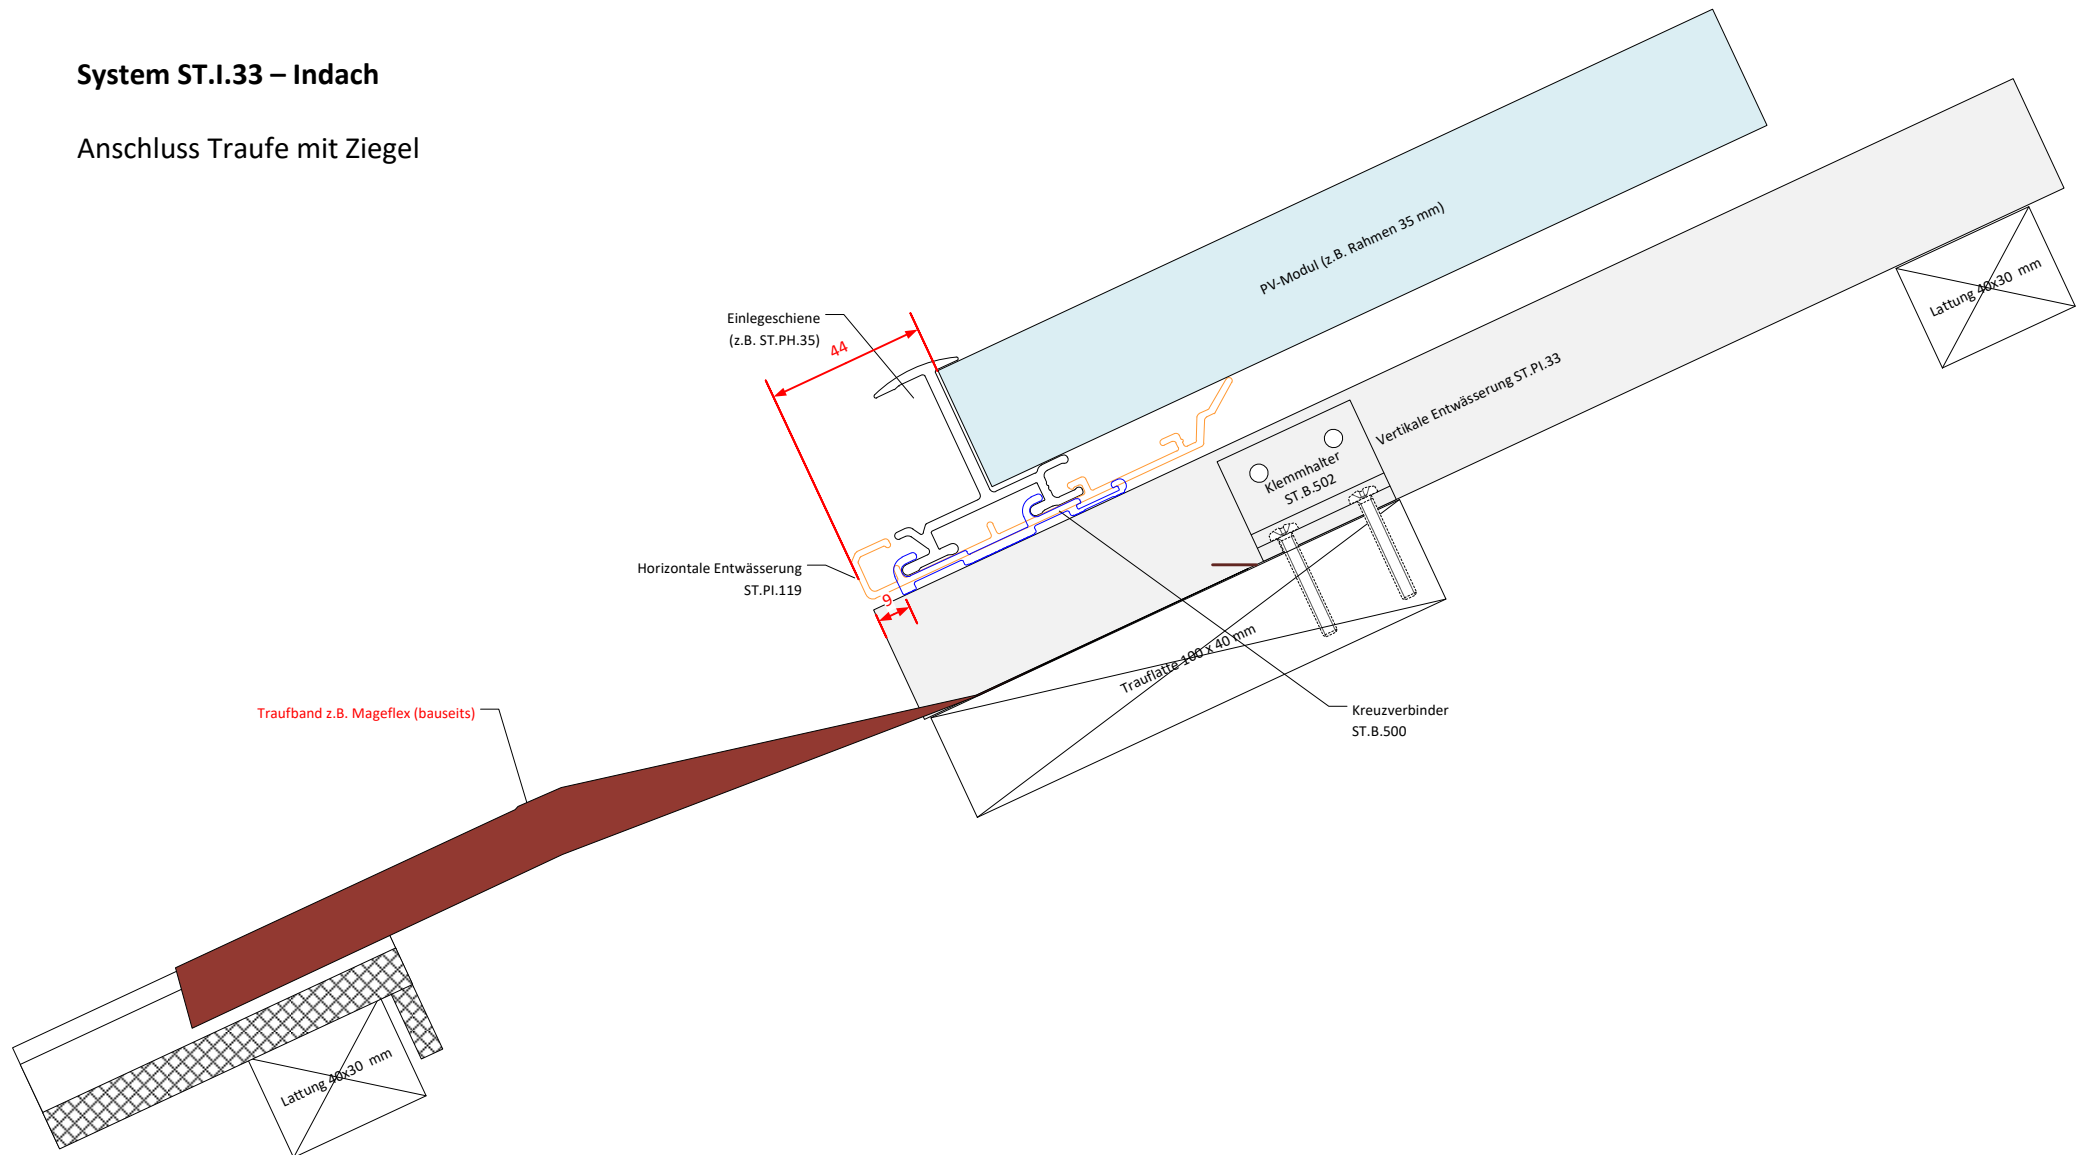 System ST.I.33 – Indach
Anschluss Traufe mit Ziegel
PV-Modul (z.B. Rahmen 35 mm)
Lattung 40x30 mm
Einlegeschiene
(z.B. ST.PH.35)
44
Vertikale Entwässerung ST.PI.33
Klemmhalter
ST.B.502
Horizontale Entwässerung
ST.PI.119
9
Trauflatte 100 x 40 mm
Traufband z.B. Mageflex (bauseits)
Kreuzverbinder
ST.B.500
Lattung 40x30 mm